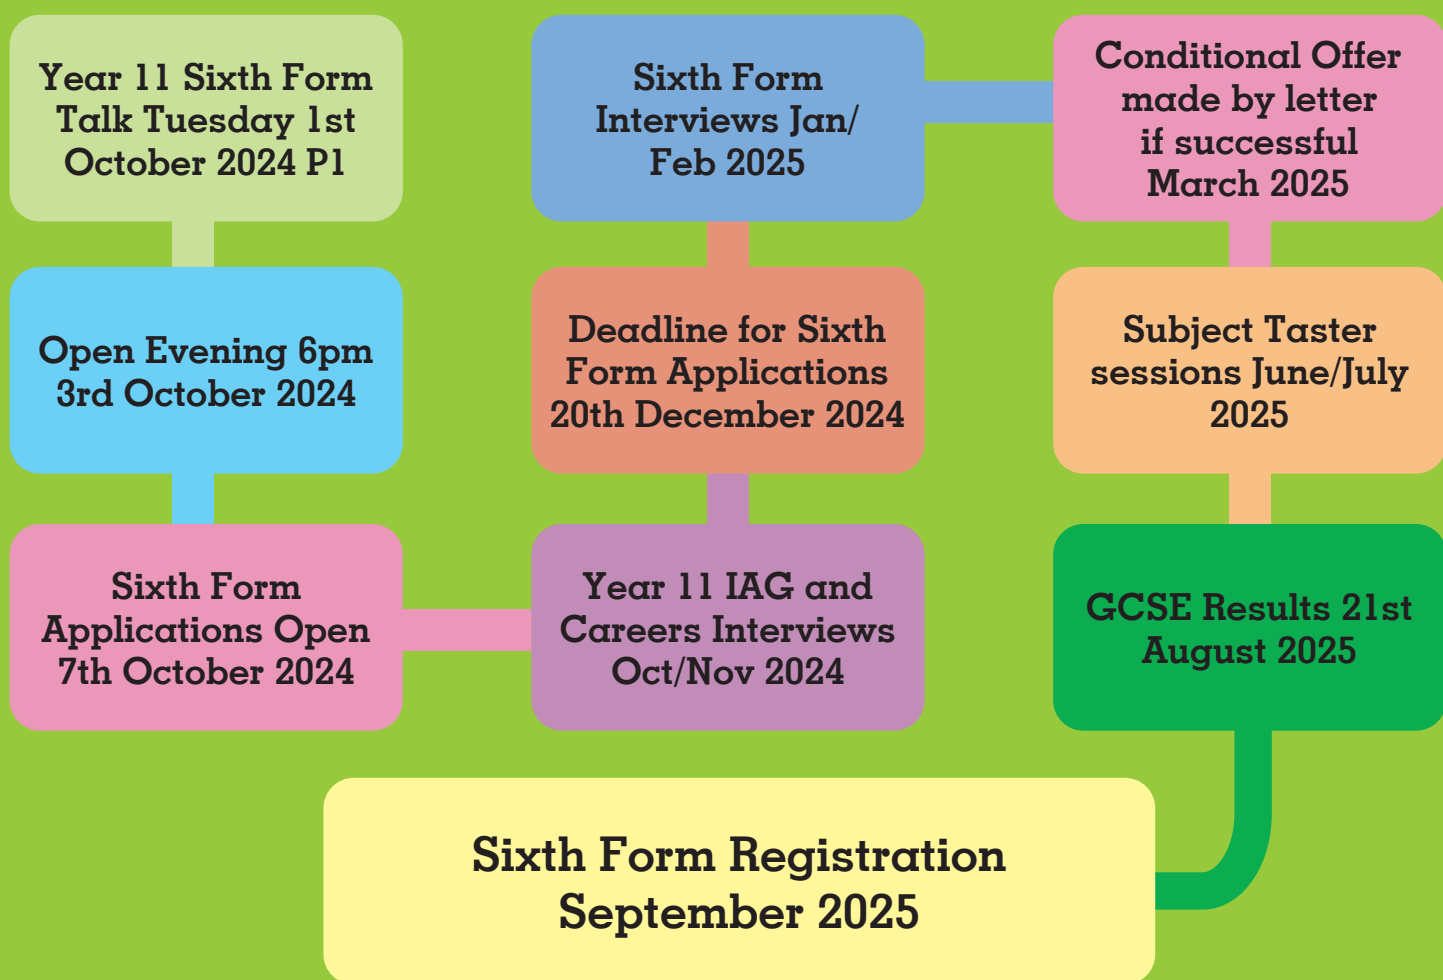 Year 11 Sixth Form
Talk Tuesday 1st
October 2024 P1
Open Evening 6pm
3rd October 2024
Sixth Form
Applications Open
7th October 2024
Year 11 IAG and
Careers Interviews
Oct/Nov 2024
Deadline for Sixth
Form Applications
20th December 2024
Sixth Form
Interviews Jan/
Feb 2025
Conditional Offer
made by letter
if successful
March 2025
Subject Taster
sessions June/July
2025
GCSE Results 21st
August 2025
Sixth Form Registration
September 2025